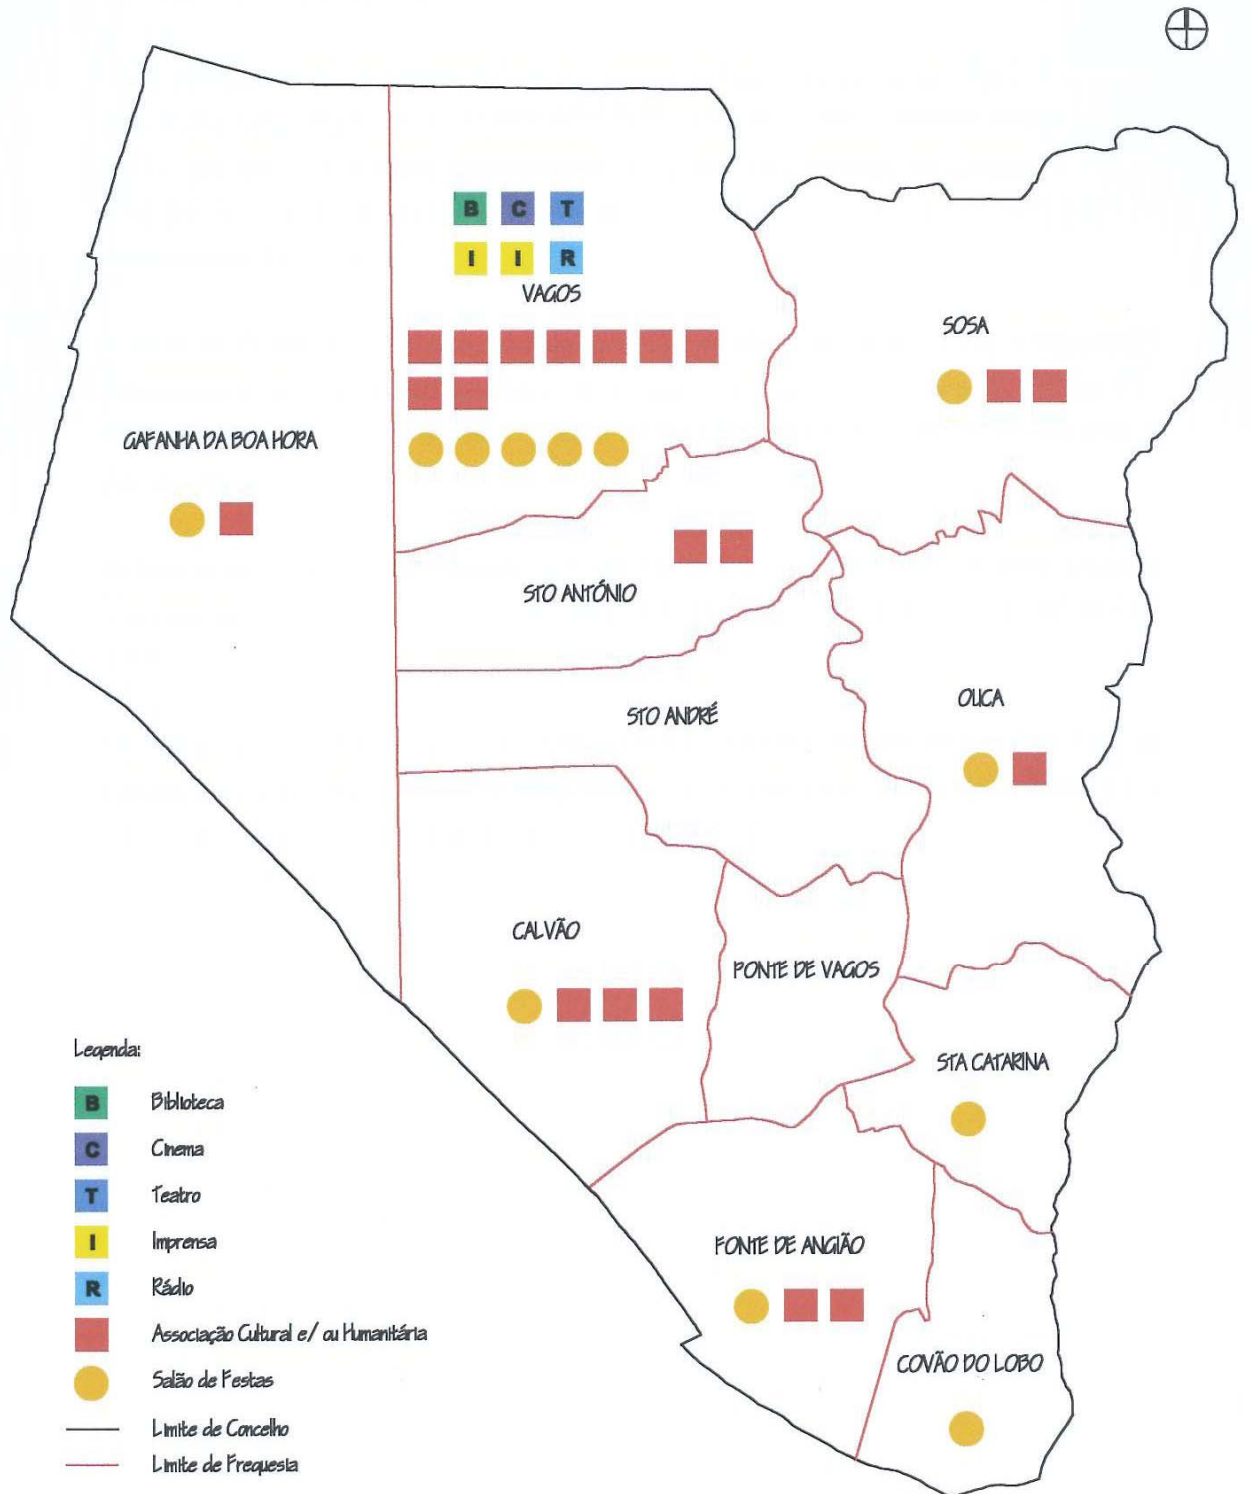 B C T
I I R
VAGOS
SOSA
GAFANHA DA BOA HORA
STO ANTÓNIO
STO ANDRÉ
OUCA
CALVÃO
PONTE DE VAGOS
STA CATARINA
FONTE DE ANGIÃO
COVÃO DO LOBO
Legenda:
B Biblioteca
C Cinema
T Teatro
I Imprensa
R Rádio
Associação Cultural e/ ou Humanitária
Salão de Festas
Limite de Concelho
Limite de Freguesia